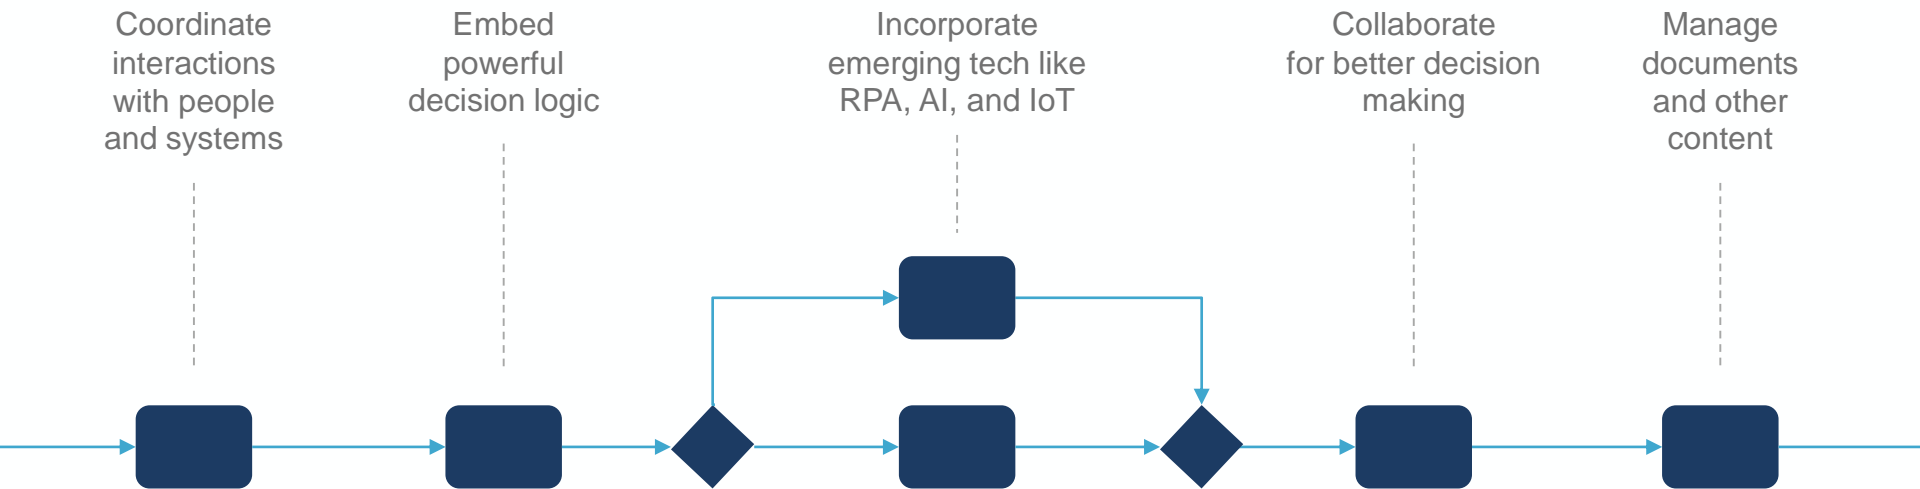 Coordinate
interactions
with people
and systems
Embed
powerful
decision logic
Incorporate
emerging tech like
RPA, AI, and IoT
Collaborate
for better decision
making
Manage
documents
and other
content